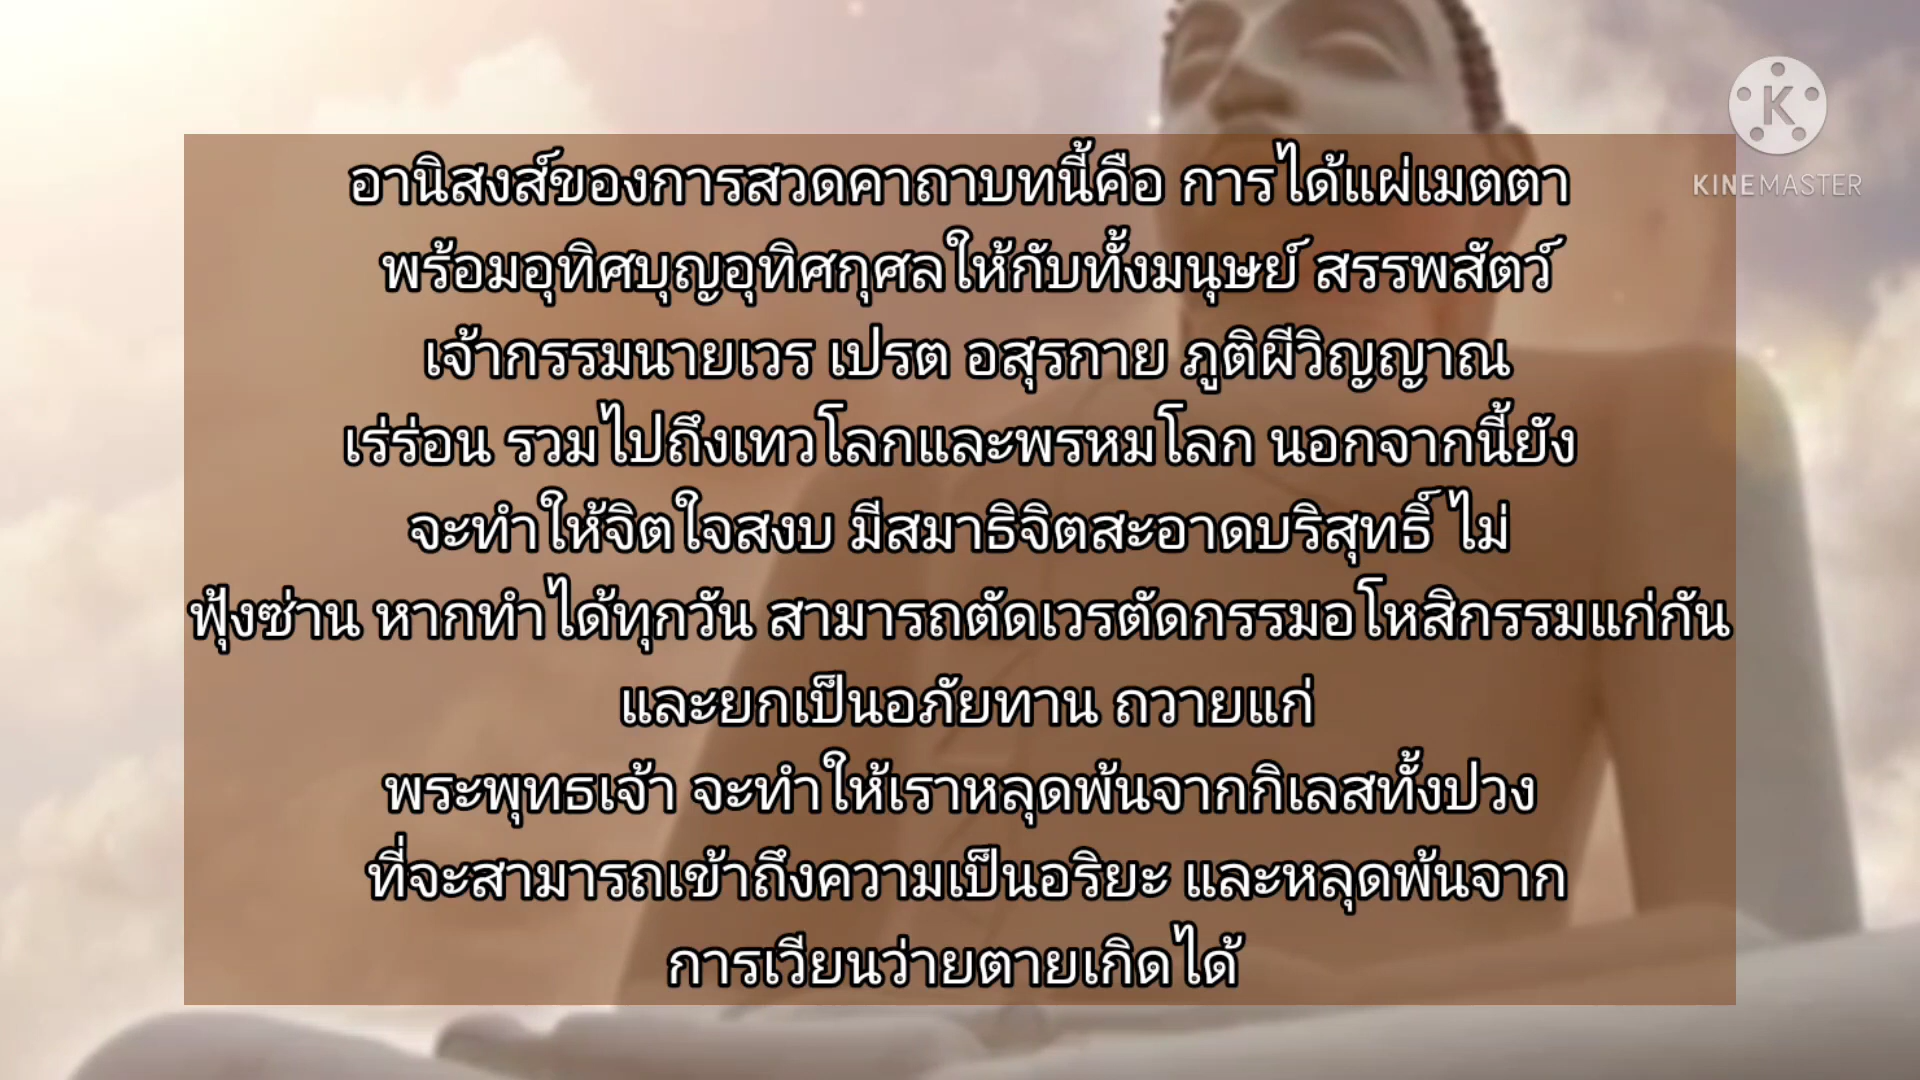 อานิสงส์ของการสวดคาถาบทนี้คือ การได้แผ่เมตตา
พร้อมอุทิศบุญอุทิศกุศลให้กับทั้งมนุษย์ สรรพสัตว์
เจ้ากรรมนายเวร เปรต อสุรกาย ภูติผีวิญญาณ
เร่ร่อน รวมไปถึงเทวโลกและพรหมโลก นอกจากนี้ยัง
จะทำให้จิตใจสงบ มีสมาธิจิตสะอาดบริสุทธิ์ ไม่
ฟุ้งซ่าน หากทำได้ทุกวัน สามารถตัดเวรตัดกรรมอโหสิกรรมแก่กัน
และยกเป็นอภัยทาน ถวายแก่
พระพุทธเจ้า จะทำให้เราหลุดพ้นจากกิเลสทั้งปวง
ที่จะสามารถเข้าถึงความเป็นอริยะ และหลุดพ้นจาก
การเวียนว่ายตายเกิดได้
K
KINEMASTER